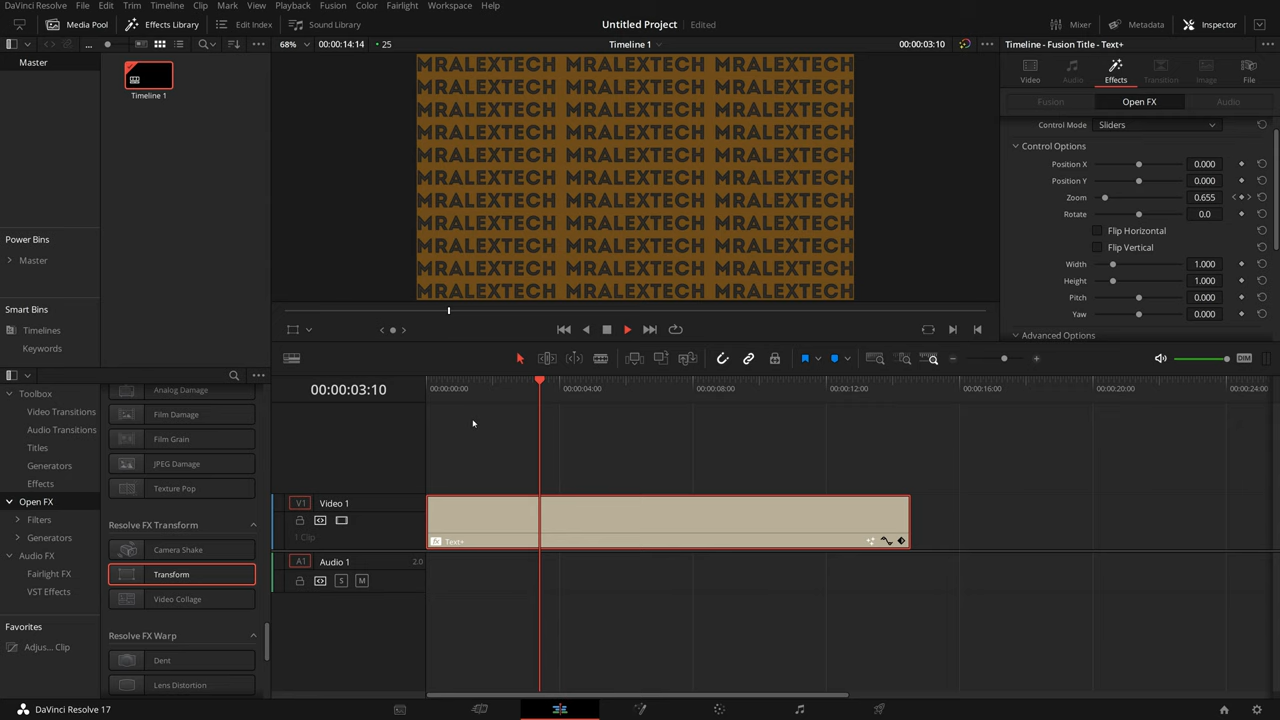 DaVinci Resolve File Edit Trim Timeline Clip Mark View Playback Fusion Color Fairlight Workspace Help
Media Pool Effects Library Edit Index Sound Library Untitled Project Edited Mixer Metadata Inspector
... 68% 00:00:14:14 25 Timeline 1 00:00:03:10 Timeline - Fusion Title - Text+
Master
Timeline 1
Power Bins
Master
Smart Bins
Timelines
Keywords
MRALEXTECH MRALEXTECH MRALEXTECH
MRALEXTECH MRALEXTECH MRALEXTECH
MRALEXTECH MRALEXTECH MRALEXTECH
MRALEXTECH MRALEXTECH MRALEXTECH
MRALEXTECH MRALEXTECH MRALEXTECH
MRALEXTECH MRALEXTECH MRALEXTECH
MRALEXTECH MRALEXTECH MRALEXTECH
MRALEXTECH MRALEXTECH MRALEXTECH
MRALEXTECH MRALEXTECH MRALEXTECH
MRALEXTECH MRALEXTECH MRALEXTECH
MRALEXTECH MRALEXTECH MRALEXTECH
Video Audio Effects Transition Image File
Fusion Open FX Audio
Control Mode Sliders
Control Options
Position X 0.000
Position Y 0.000
Zoom 0.655
Rotate 0.0
Flip Horizontal
Flip Vertical
Width 1.000
Height 1.000
Pitch 0.000
Yaw 0.000
Advanced Options
DIM
Toolbox
Video Transitions
Audio Transitions
Titles
Generators
Effects
Open FX
Filters
Generators
Audio FX
Fairlight FX
VST Effects
Favorites
Adjus... Clip
Analog Damage
Film Damage
Film Grain
JPEG Damage
Texture Pop
Resolve FX Transform
Camera Shake
Transform
Video Collage
Resolve FX Warp
Dent
Lens Distortion
00:00:03:10
00:00:00:00 00:00:04:00 00:00:08:00 00:00:12:00 00:00:16:00 00:00:20:00 00:00:24:00
V1 Video 1
1 Clip
Text+
A1 Audio 1 2.0
S M
DaVinci Resolve 17